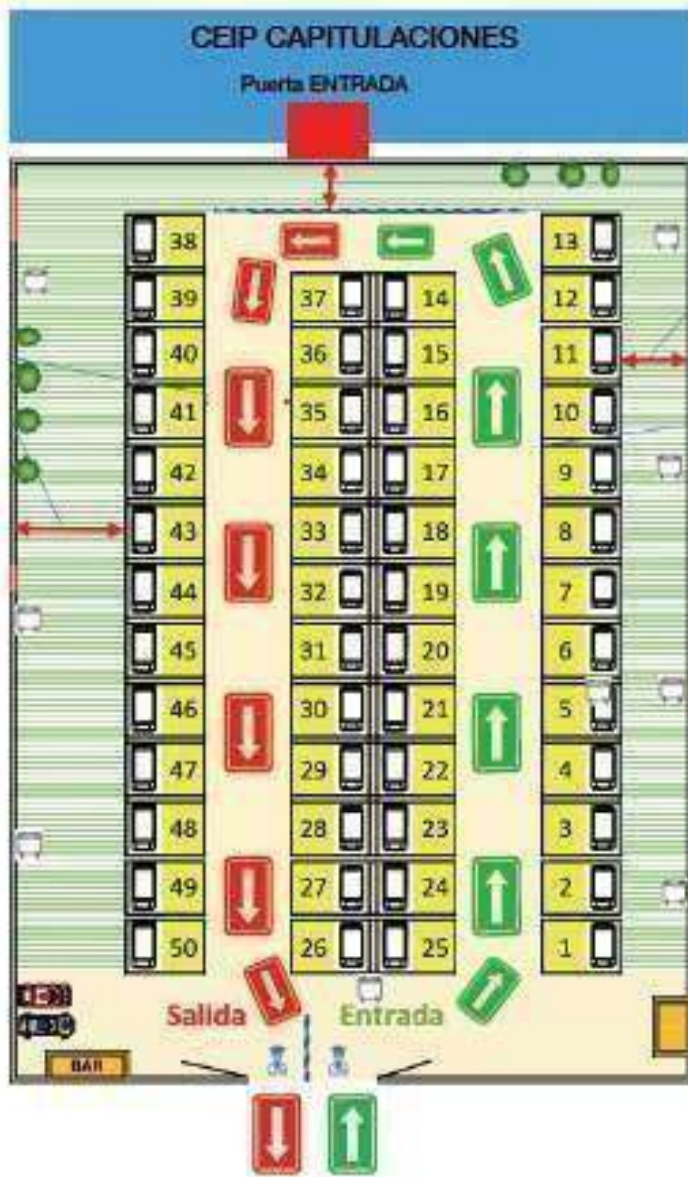 CEIP CAPITULACIONES
Puerta ENTRADA
38 13
39 37 14 12
40 36 15 11
41 35 16 10
42 34 17 9
43 33 18 8
44 32 19 7
45 31 20 6
46 30 21 5
47 29 22 4
48 28 23 3
49 27 24 2
50 26 25 1
Salida Entrada
BAR